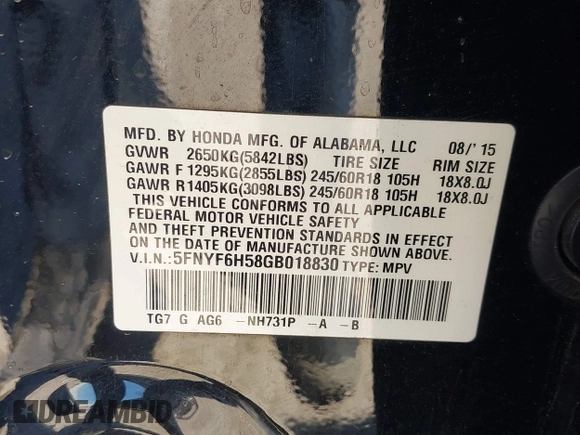 MFD. BY HONDA MFG. OF ALABAMA, LLC 08/'15
GVWR 2650KG(5842LBS) TIRE SIZE RIM SIZE
GAWR F 1295KG(2855LBS) 245/60R18 105H 18X8.0J
GAWR R1405KG(3098LBS) 245/60R18 105H 18X8.0J
THIS VEHICLE CONFORMS TO ALL APPLICABLE
FEDERAL MOTOR VEHICLE SAFETY
AND THEFT PREVENTION STANDARDS IN EFFECT
ON THE DATE OF MANUFACTURE SHOWN ABOVE.
V.I.N.: 5FNYF6H58GB018830 TYPE: MPV
TG7 G AG6 -NH731P -A -B
DREAMBID